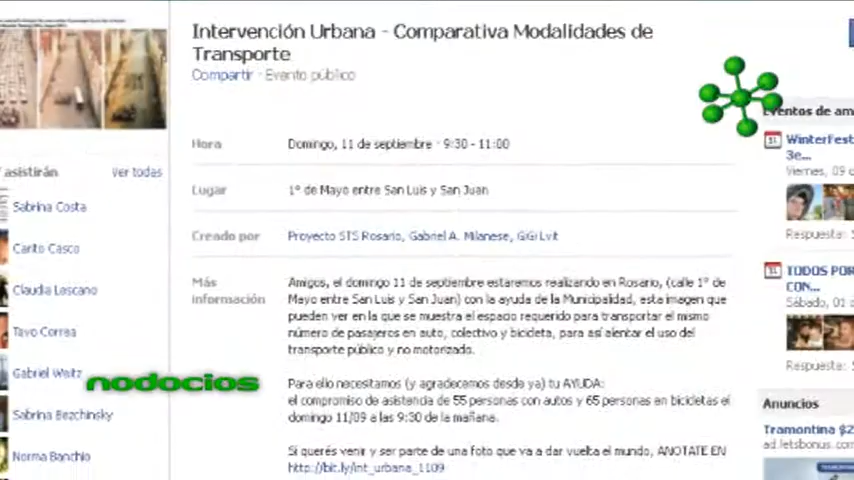 Intervención Urbana - Comparativa Modalidades de
Transporte
Compartir · Evento público
Hora
Domingo, 11 de septiembre · 9:30 - 11:00
Lugar
1º de Mayo entre San Luis y San Juan
Creado por
Proyecto STS Rosario, Gabriel A. Milanese, GiGi Lvit
Más
información
Amigos, el domingo 11 de septiembre estaremos realizando en Rosario, (calle 1º de
Mayo entre San Luis y San Juan) con la ayuda de la Municipalidad, esta imagen que
pueden ver en la que se muestra el espacio requerido para transportar el mismo
número de pasajeros en auto, colectivo y bicicleta, para así alentar el uso del
transporte público y no motorizado.
Para ello necesitamos (y agradecemos desde ya) tu AYUDA:
el compromiso de asistencia de 55 personas con autos y 65 personas en bicicletas el
domingo 11/09 a las 9:30 de la mañana.
Si querés venir y ser parte de una foto que va a dar vuelta el mundo, ANOTATE EN
http://bit.ly/int_urbana_1109
asistirán
Ver todas
Sabrina Costa
Canto Casco
Claudia Lescano
Tavo Correa
Gabriel Weitz
Sabrina Bezchinsky
Norma Banchio
nodocios
Eventos de am
31
WinterFest
3e...
Viernes, 09 d
Respuesta: S
31
TODOS POR
CON...
Sábado, 01 d
Respuesta: S
Anuncios
Tramontina $2
ad.letsbonus.com